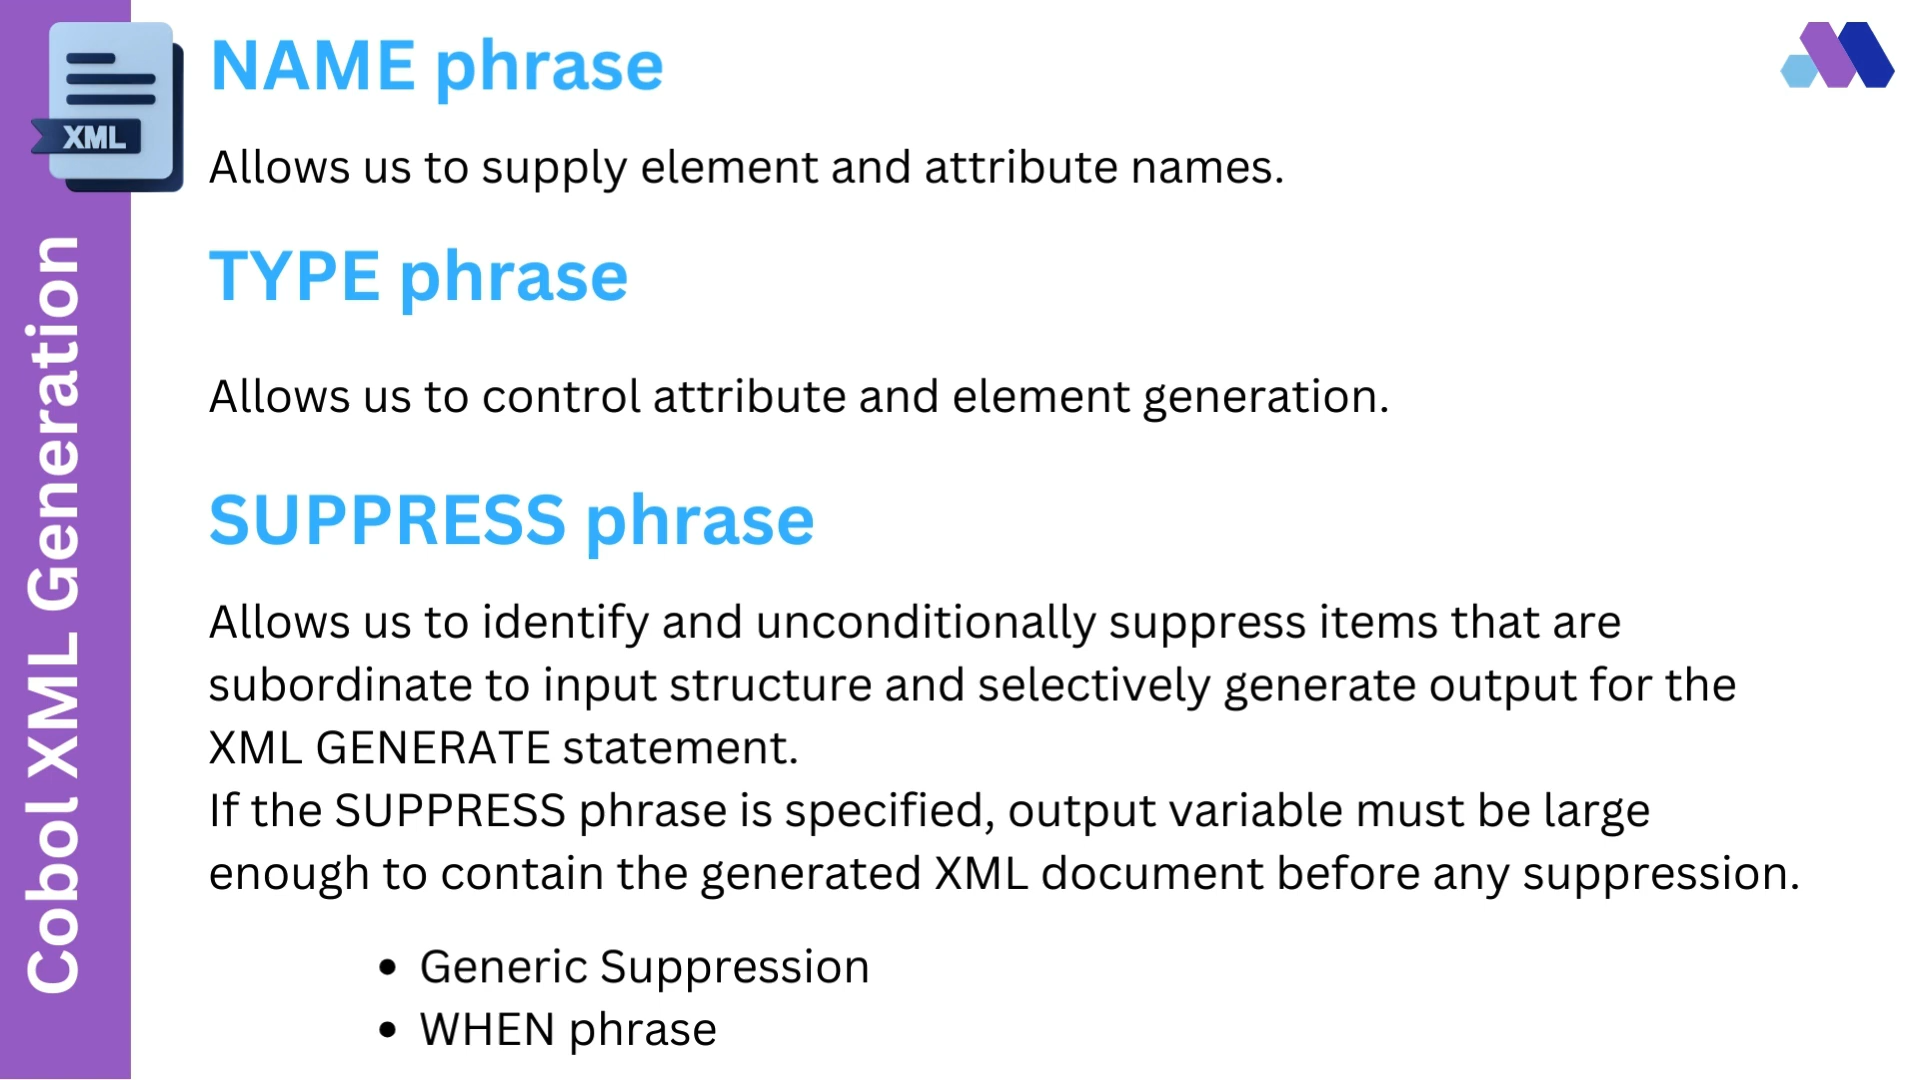 XML
Cobol XML Generation
NAME phrase
Allows us to supply element and attribute names.
TYPE phrase
Allows us to control attribute and element generation.
SUPPRESS phrase
Allows us to identify and unconditionally suppress items that are
subordinate to input structure and selectively generate output for the
XML GENERATE statement.
If the SUPPRESS phrase is specified, output variable must be large
enough to contain the generated XML document before any suppression.
• Generic Suppression
• WHEN phrase